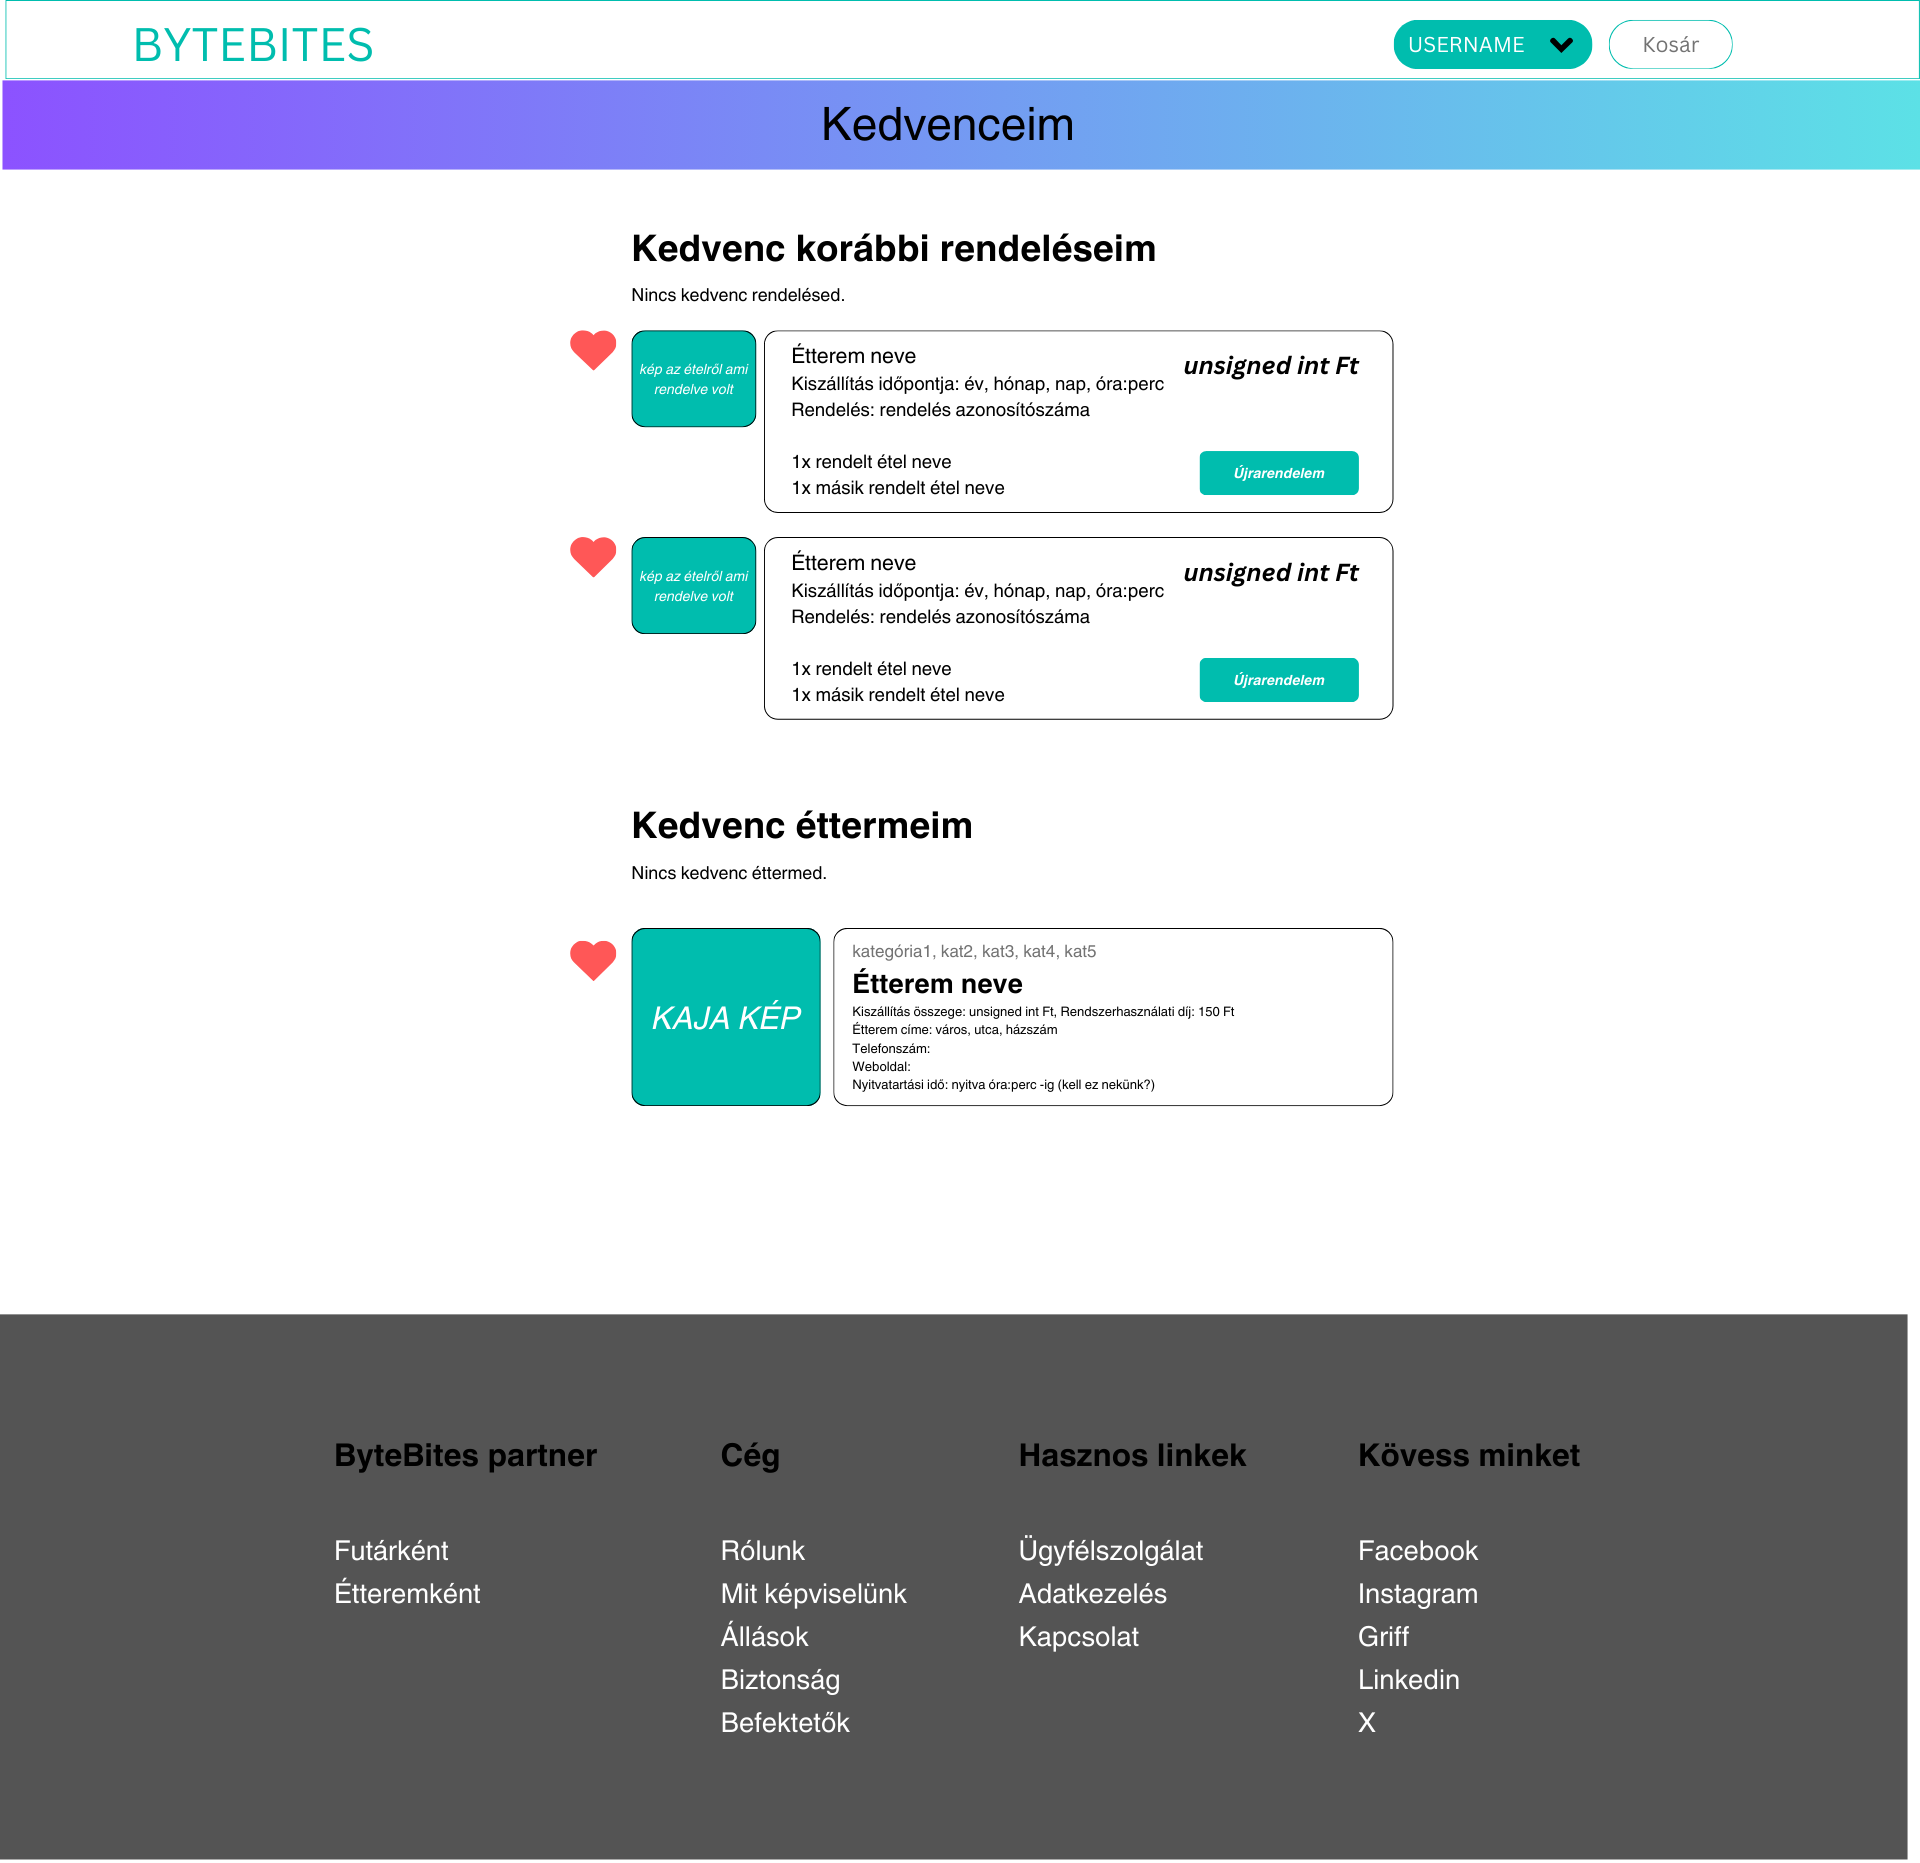 BYTEBITES
USERNAME
Kosár
Kedvenceim
Kedvenc korábbi rendeléseim
Nincs kedvenc rendelésed.
kép az ételről ami
rendelve volt
Étterem neve
unsigned int Ft
Kiszállítás időpontja: év, hónap, nap, óra:perc
Rendelés: rendelés azonosítószáma
1x rendelt étel neve
1x másik rendelt étel neve
Újrarendelem
kép az ételről ami
rendelve volt
Étterem neve
unsigned int Ft
Kiszállítás időpontja: év, hónap, nap, óra:perc
Rendelés: rendelés azonosítószáma
1x rendelt étel neve
1x másik rendelt étel neve
Újrarendelem
Kedvenc éttermeim
Nincs kedvenc éttermed.
KAJA KÉP
kategória1, kat2, kat3, kat4, kat5
Étterem neve
Kiszállítás összege: unsigned int Ft, Rendszerhasználati díj: 150 Ft
Étterem címe: város, utca, házszám
Telefonszám:
Weboldal:
Nyitvatartási idő: nyitva óra:perc -ig (kell ez nekünk?)
ByteBites partner
Futárként
Étteremként
Cég
Rólunk
Mit képviselünk
Állások
Biztonság
Befektetők
Hasznos linkek
Ügyfélszolgálat
Adatkezelés
Kapcsolat
Kövess minket
Facebook
Instagram
Griff
Linkedin
X